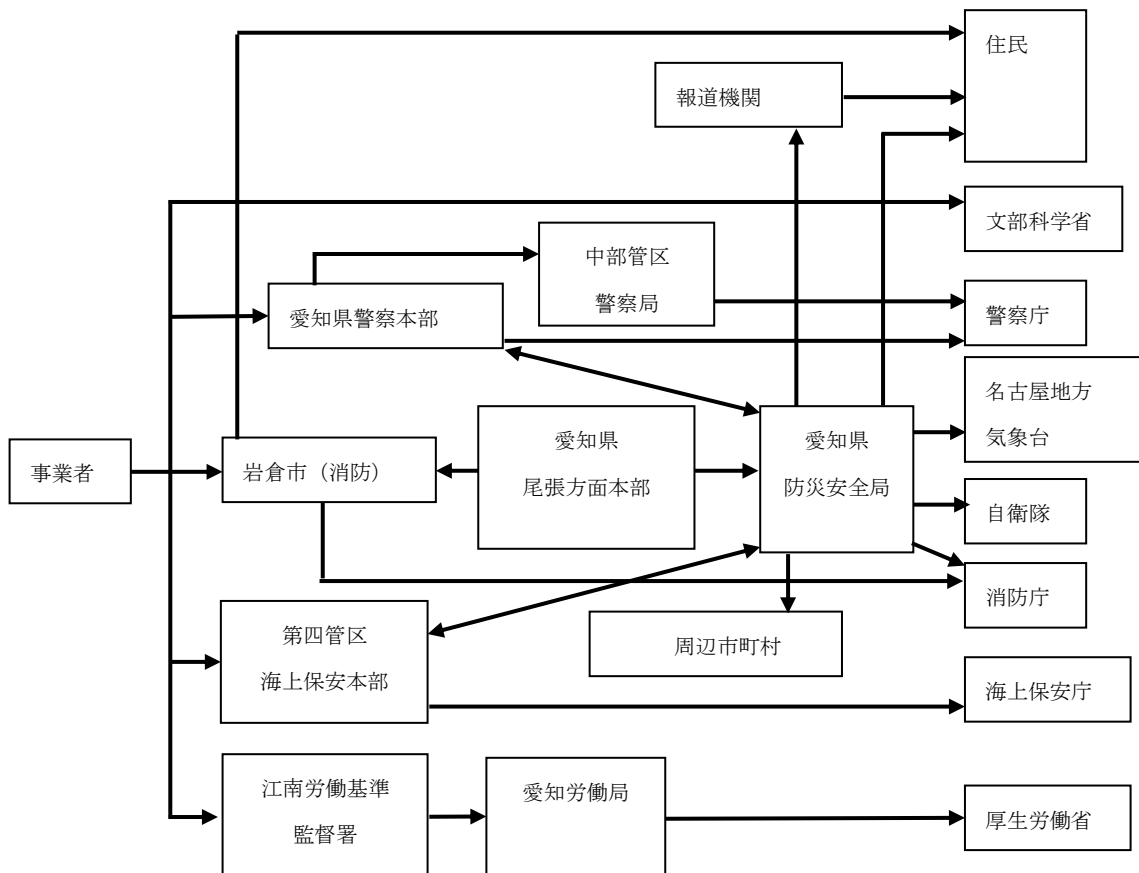 住民
報道機関
文部科学省
中部管区
警察局
愛知県警察本部
警察庁
名古屋地方
気象台
事業者
岩倉市（消防）
愛知県
尾張方面本部
愛知県
防災安全局
自衛隊
消防庁
第四管区
海上保安本部
周辺市町村
海上保安庁
江南労働基準
監督署
愛知労働局
厚生労働省